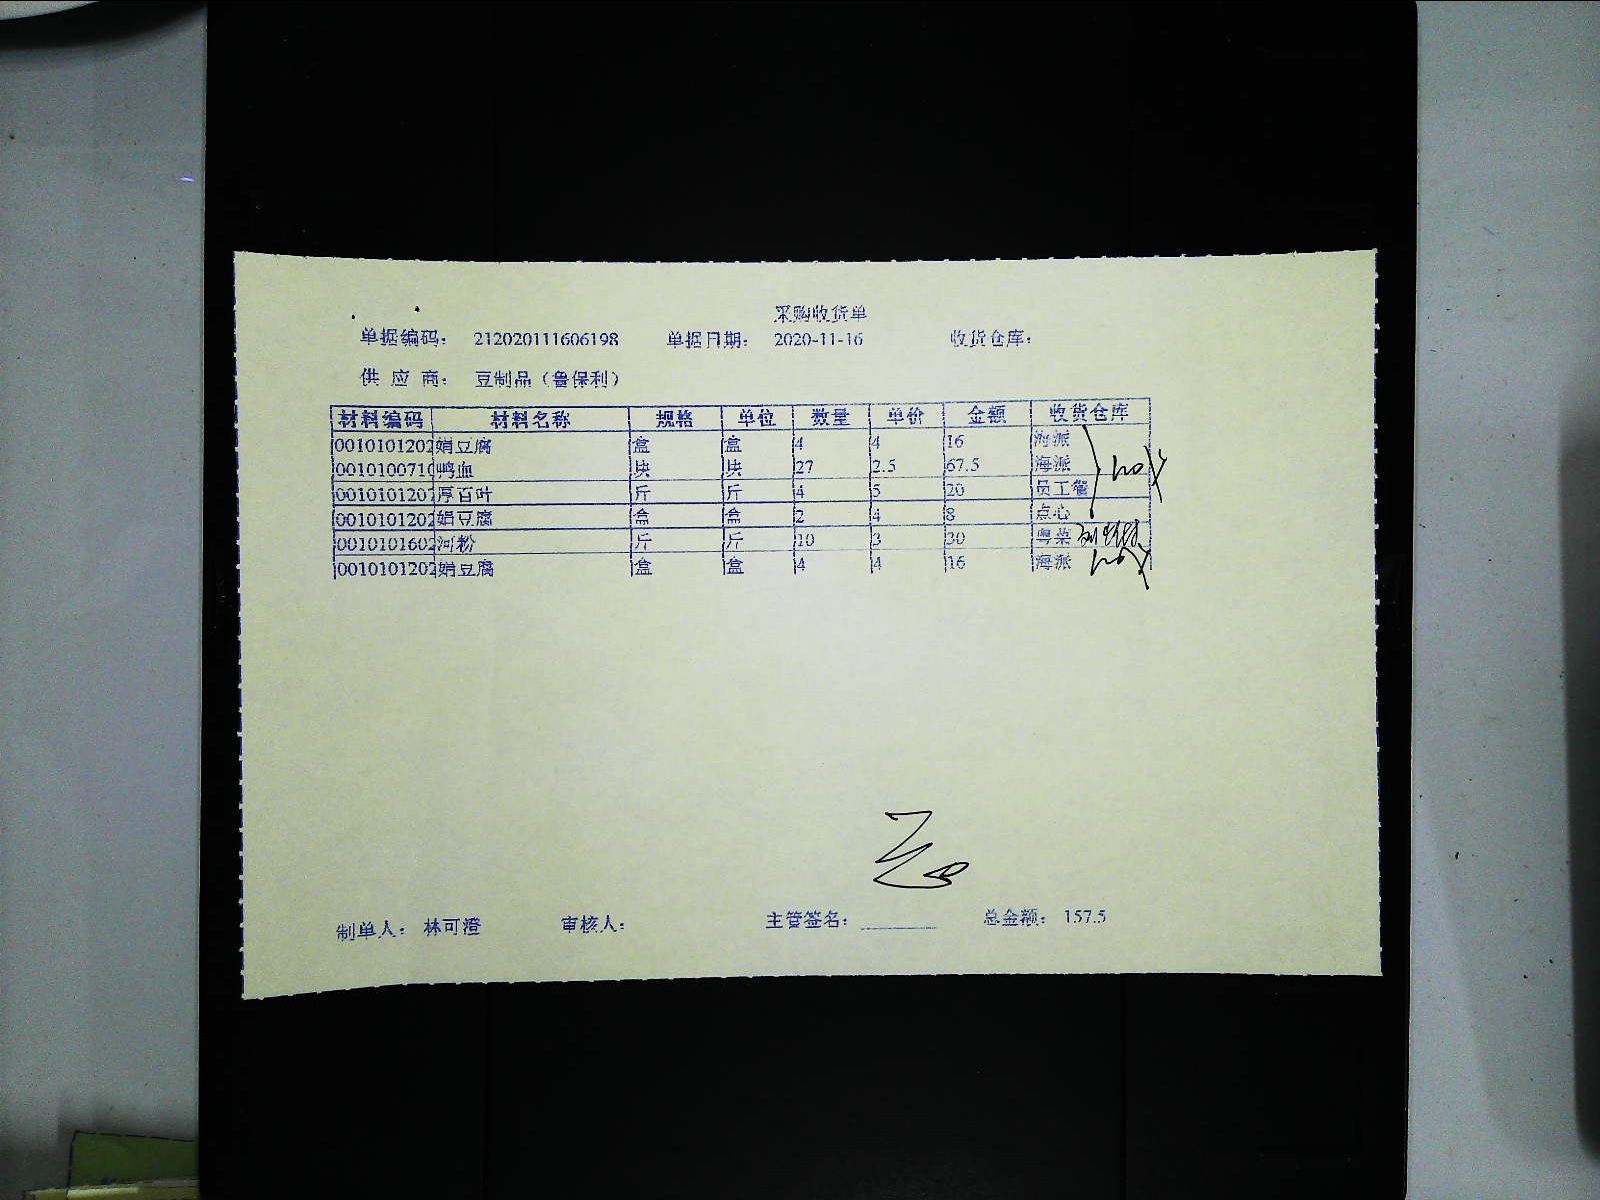 采购收货单
单据编码： 212020111606198 单据日期： 2020-11-16 收货仓库：
供 应 商： 豆制品（鲁保利）
材料编码 材料名称 规格 单位 数量 单价 金额 收货仓库
0010101202 娟豆腐 盒 盒 4 4 16 海派
0010100710 鸭血 块 块 27 2.5 67.5 海派
0010101207 厚百叶 斤 斤 4 5 20 员工餐
0010101202 娟豆腐 盒 盒 2 4 8 点心
0010101602 河粉 斤 斤 10 3 30 粤菜
0010101202 娟豆腐 盒 盒 4 4 16 海派
制单人： 林可澄 审核人： 主管签名： 总金额： 157.5